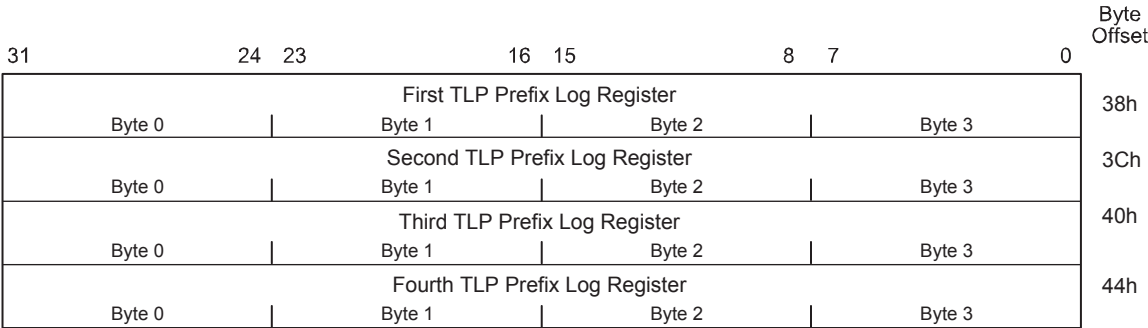 Byte
Offset
31 24 23 16 15 8 7 0
First TLP Prefix Log Register
38h
Byte 0 Byte 1 Byte 2 Byte 3
Second TLP Prefix Log Register
3Ch
Byte 0 Byte 1 Byte 2 Byte 3
Third TLP Prefix Log Register
40h
Byte 0 Byte 1 Byte 2 Byte 3
Fourth TLP Prefix Log Register
44h
Byte 0 Byte 1 Byte 2 Byte 3